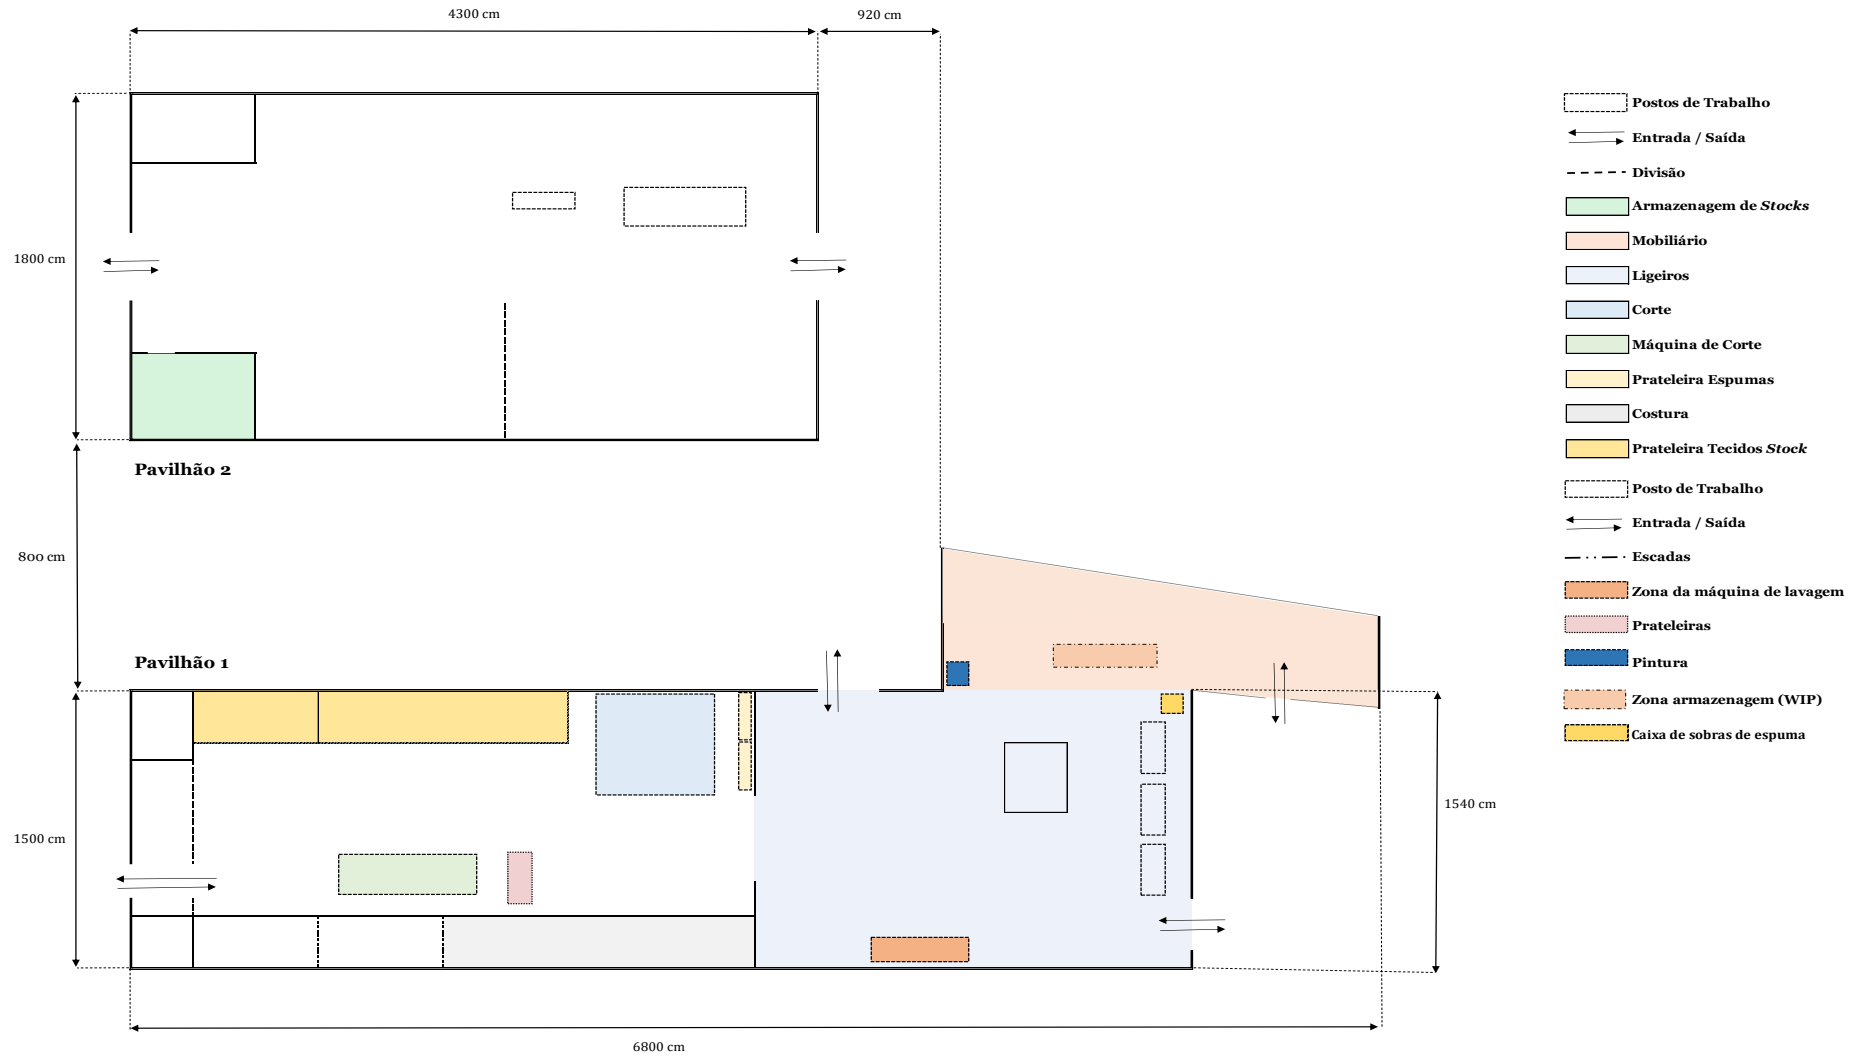 4300 cm
920 cm
1800 cm
Pavilhão 2
800 cm
Pavilhão 1
1500 cm
1540 cm
6800 cm
Postos de Trabalho
Entrada / Saída
Divisão
Armazenagem de Stocks
Mobiliário
Ligeiros
Corte
Máquina de Corte
Prateleira Espumas
Costura
Prateleira Tecidos Stock
Posto de Trabalho
Entrada / Saída
Escadas
Zona da máquina de lavagem
Prateleiras
Pintura
Zona armazenagem (WIP)
Caixa de sobras de espuma